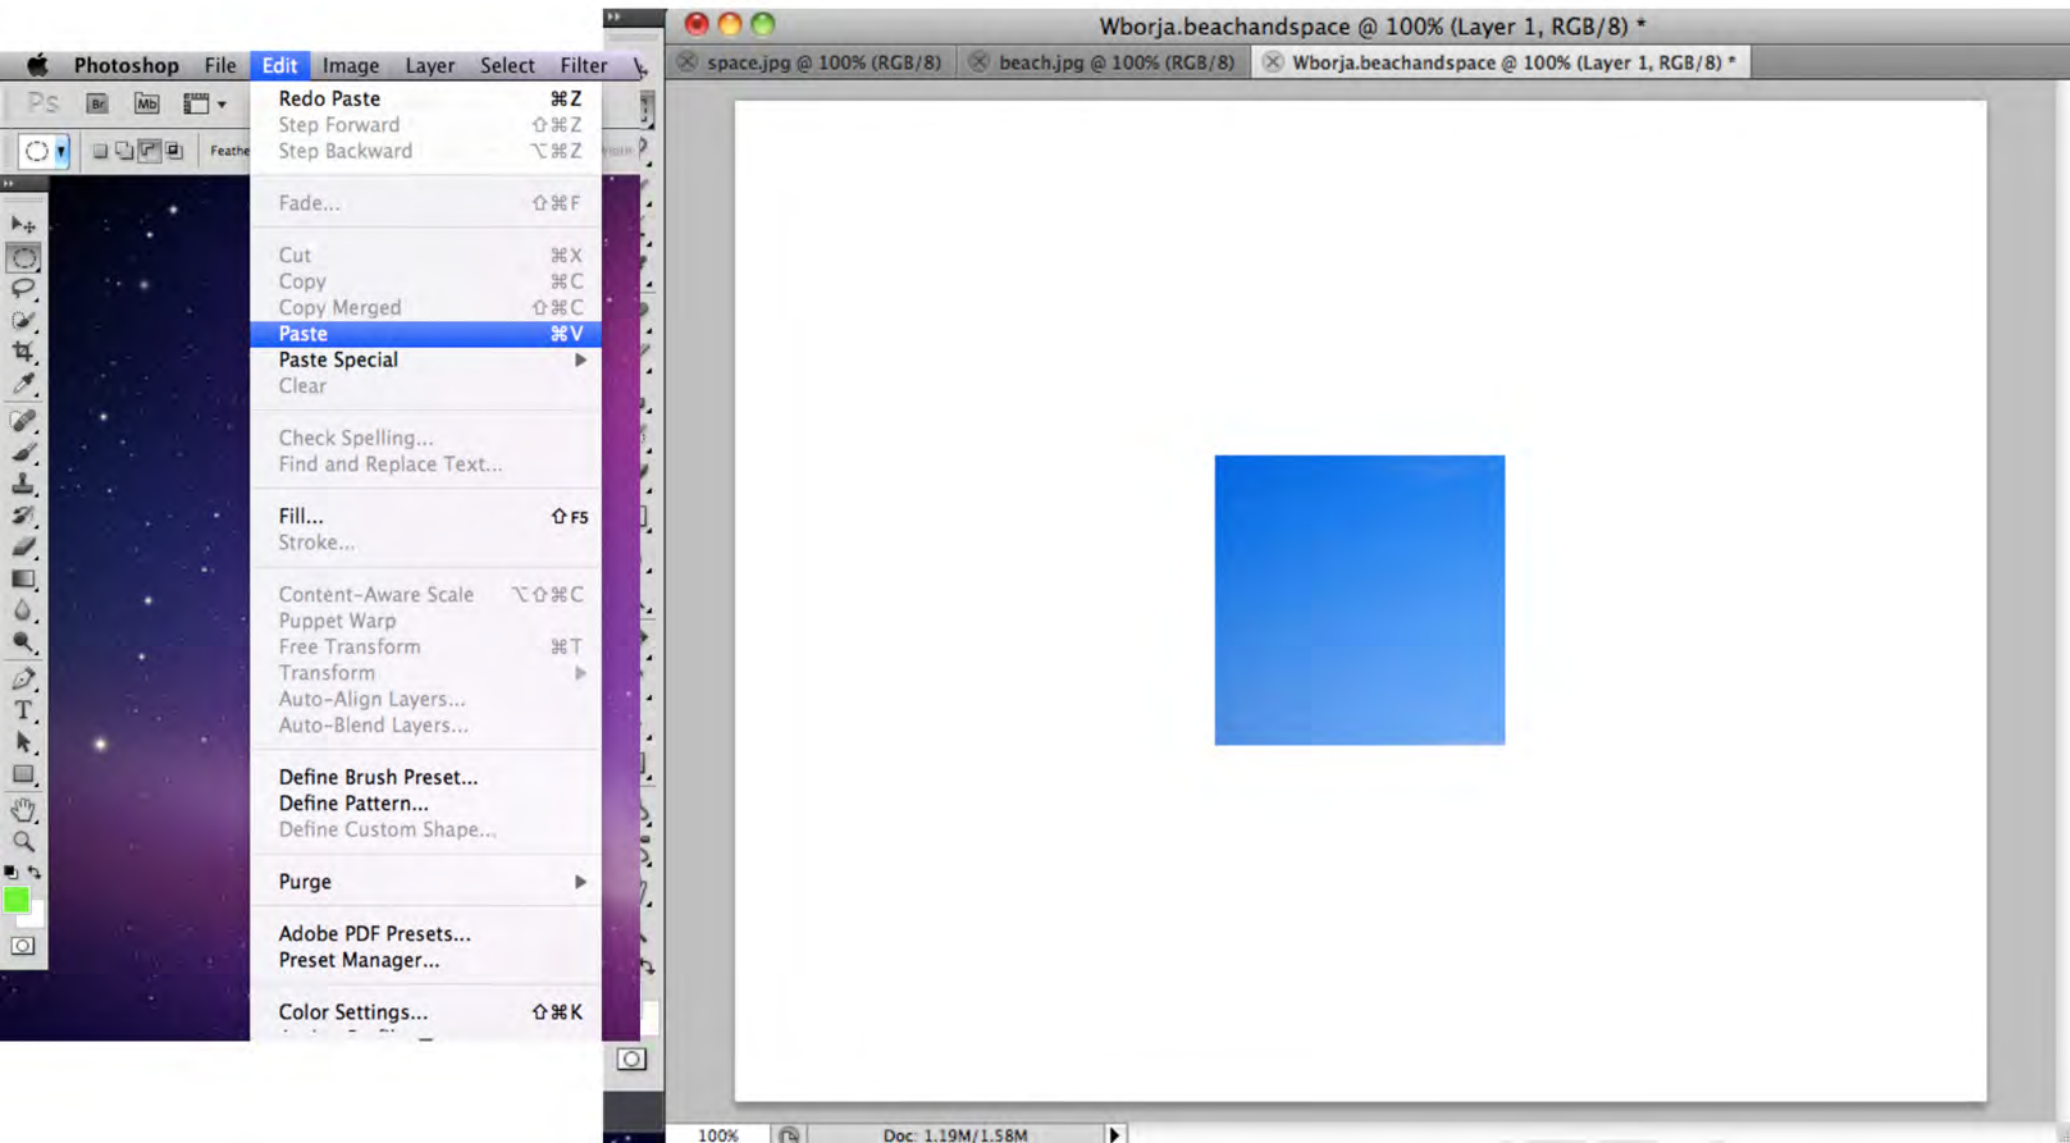 Photoshop File Edit Image Layer Select Filter
Ps Br Mb
Feathe
Redo Paste ⌘Z
Step Forward ⇧⌘Z
Step Backward ⌥⌘Z
Fade... ⇧⌘F
Cut ⌘X
Copy ⌘C
Copy Merged ⇧⌘C
Paste ⌘V
Paste Special
Clear
Check Spelling...
Find and Replace Text...
Fill... ⇧F5
Stroke...
Content-Aware Scale ⌥⇧⌘C
Puppet Warp
Free Transform ⌘T
Transform
Auto-Align Layers...
Auto-Blend Layers...
Define Brush Preset...
Define Pattern...
Define Custom Shape...
Purge
Adobe PDF Presets...
Preset Manager...
Color Settings... ⇧⌘K
Wborja.beachandspace @ 100% (Layer 1, RGB/8) *
space.jpg @ 100% (RGB/8) beach.jpg @ 100% (RGB/8) Wborja.beachandspace @ 100% (Layer 1, RGB/8) *
100% Doc: 1.19M/1.58M